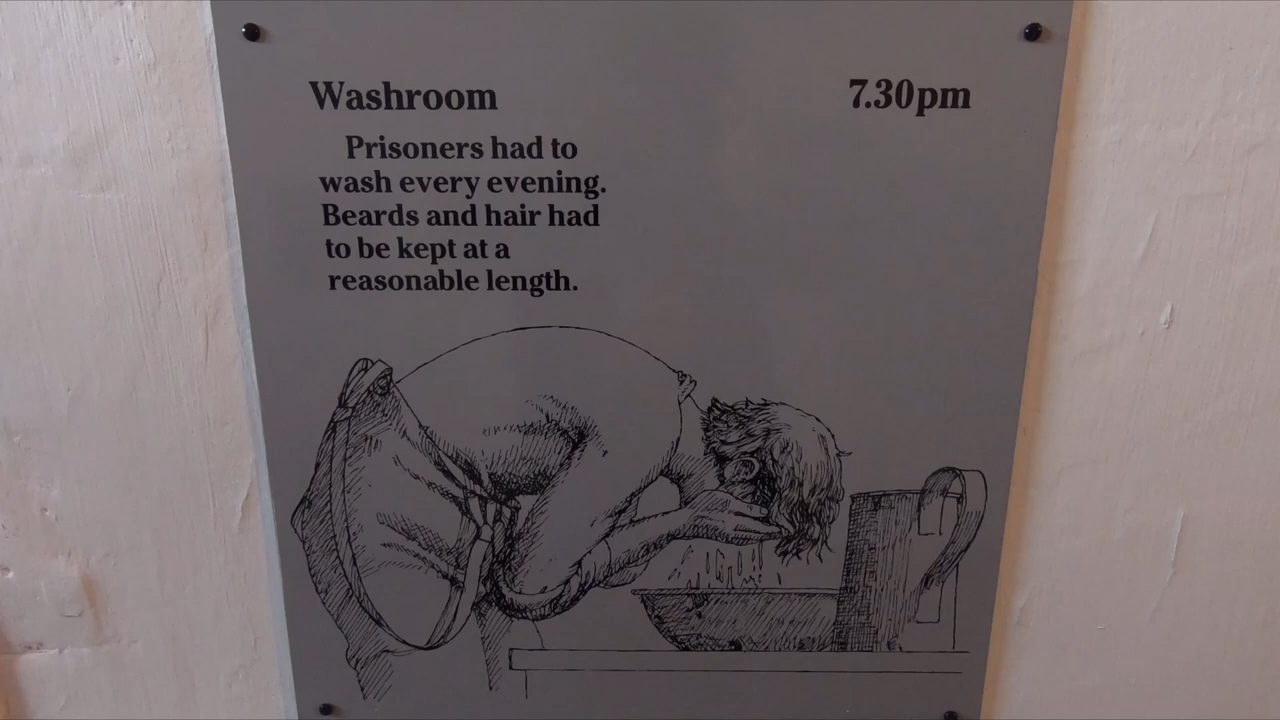 Washroom 7.30pm
Prisoners had to
wash every evening.
Beards and hair had
to be kept at a
reasonable length.